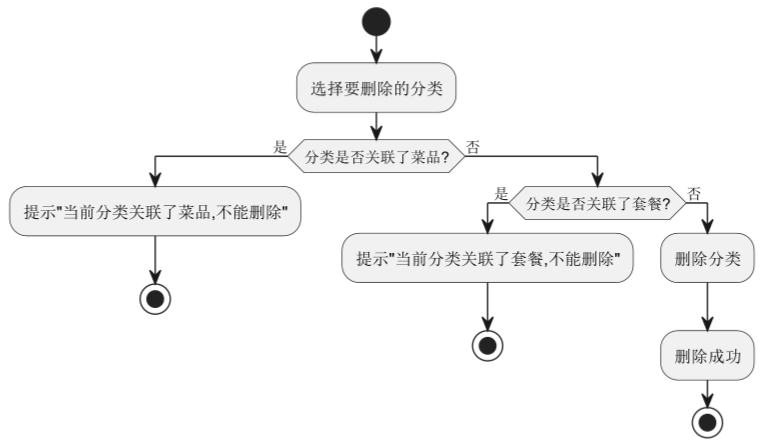 选择要删除的分类
是
分类是否关联了菜品?
否
提示"当前分类关联了菜品,不能删除"
是
分类是否关联了套餐?
否
提示"当前分类关联了套餐,不能删除"
删除分类
删除成功